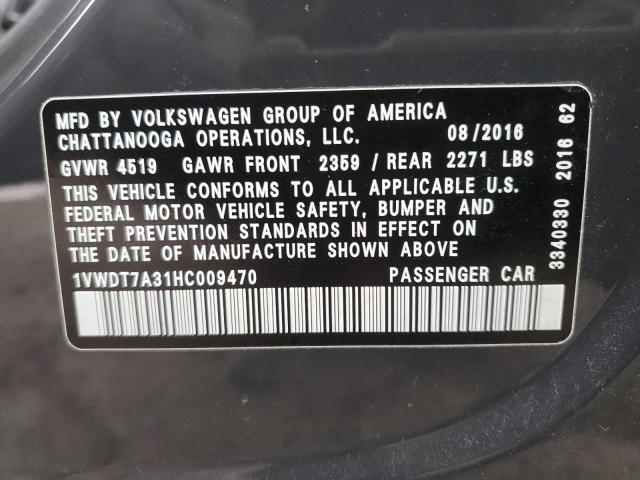 MFD BY VOLKSWAGEN GROUP OF AMERICA
CHATTANOOGA OPERATIONS, LLC. 08/2016
GVWR 4519 GAWR FRONT 2359 / REAR 2271 LBS
THIS VEHICLE CONFORMS TO ALL APPLICABLE U.S.
FEDERAL MOTOR VEHICLE SAFETY, BUMPER AND
THEFT PREVENTION STANDARDS IN EFFECT ON
THE DATE OF MANUFACTURE SHOWN ABOVE
1VWDT7A31HC009470 PASSENGER CAR
3340330 2016 62